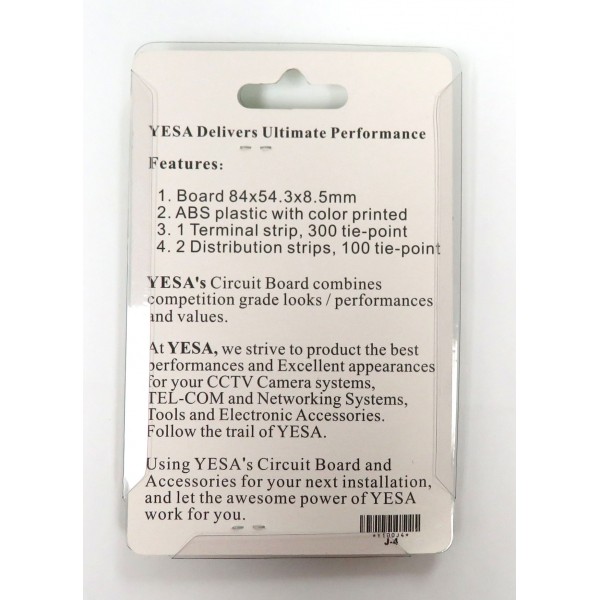 YESA Delivers Ultimate Performance
Features:
1. Board 84x54.3x8.5mm
2. ABS plastic with color printed
3. 1 Terminal strip, 300 tie-point
4. 2 Distribution strips, 100 tie-point
YESA's Circuit Board combines
competition grade looks / performances
and values.
At YESA, we strive to product the best
performances and Excellent appearances
for your CCTV Camera systems,
TEL-COM and Networking Systems,
Tools and Electronic Accessories.
Follow the trail of YESA.
Using YESA's Circuit Board and
Accessories for your next installation,
and let the awesome power of YESA
work for you.
J-4